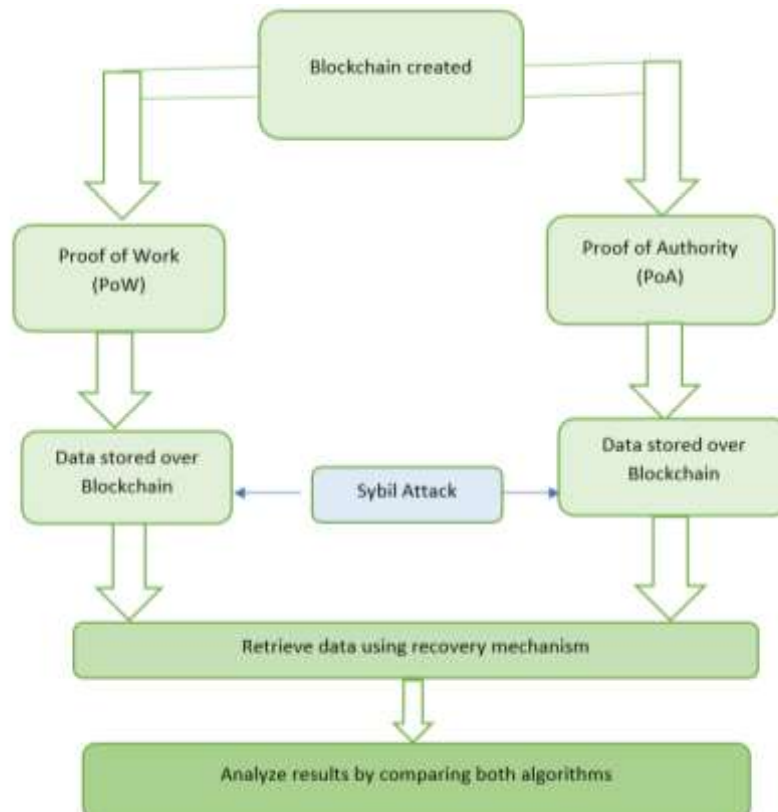 Blockchain created
Proof of Work
(PoW)
Proof of Authority
(PoA)
Data stored over
Blockchain
Sybil Attack
Data stored over
Blockchain
Retrieve data using recovery mechanism
Analyze results by comparing both algorithms